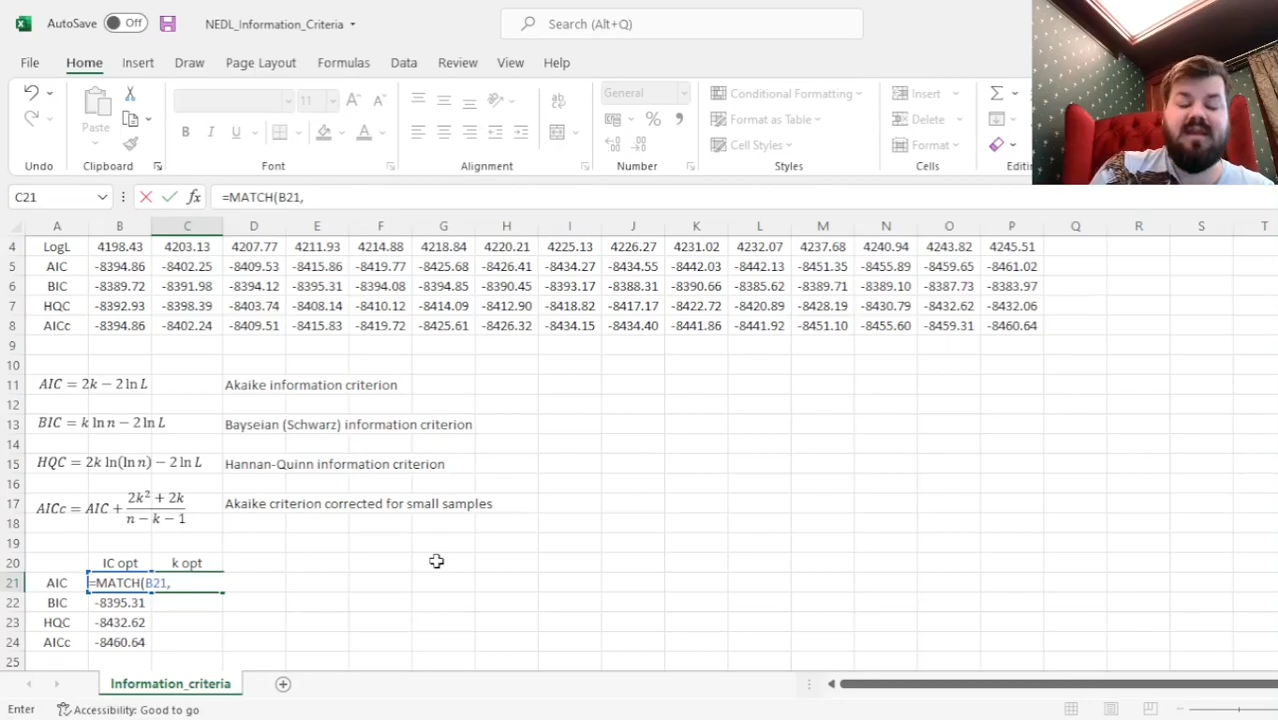 AutoSave Off NEDL_Information_Criteria Search (Alt+Q)
File Home Insert Draw Page Layout Formulas Data Review View Help
11 A A General Conditional Formatting Insert
Paste B I U A % 9 Format as Table Delete
Cell Styles Format
Undo Clipboard Font Alignment Number Styles Cells
C21 fx =MATCH(B21,
A B C D E F G H I J K L M N O P Q R S T
4 LogL 4198.43 4203.13 4207.77 4211.93 4214.88 4218.84 4220.21 4225.13 4226.27 4231.02 4232.07 4237.68 4240.94 4243.82 4245.51
5 AIC -8394.86 -8402.25 -8409.53 -8415.86 -8419.77 -8425.68 -8426.41 -8434.27 -8434.55 -8442.03 -8442.13 -8451.35 -8455.89 -8459.65 -8461.02
6 BIC -8389.72 -8391.98 -8394.12 -8395.31 -8394.08 -8394.85 -8390.45 -8393.17 -8388.31 -8390.66 -8385.62 -8389.71 -8389.10 -8387.73 -8383.97
7 HQC -8392.93 -8398.39 -8403.74 -8408.14 -8410.12 -8414.09 -8412.90 -8418.82 -8417.17 -8422.72 -8420.89 -8428.19 -8430.79 -8432.62 -8432.06
8 AICc -8394.86 -8402.24 -8409.51 -8415.83 -8419.72 -8425.61 -8426.32 -8434.15 -8434.40 -8441.86 -8441.92 -8451.10 -8455.60 -8459.31 -8460.64
9
10
11 AIC = 2k − 2 ln L Akaike information criterion
12
13 BIC = k ln n − 2 ln L Bayseian (Schwarz) information criterion
14
15 HQC = 2k ln(ln n) − 2 ln L Hannan-Quinn information criterion
16
17 AICc = AIC + (2k² + 2k)/(n − k − 1) Akaike criterion corrected for small samples
18
19
20 IC opt k opt
21 AIC =MATCH(B21,
22 BIC -8395.31
23 HQC -8432.62
24 AICc -8460.64
25
Information_criteria
Enter Accessibility: Good to go